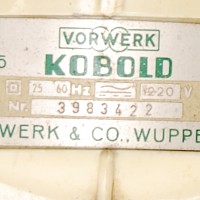 VORWERK
KOBOLD
25 60 Hz 220 V
Nr. 3983422
WERK & CO., WUPPE